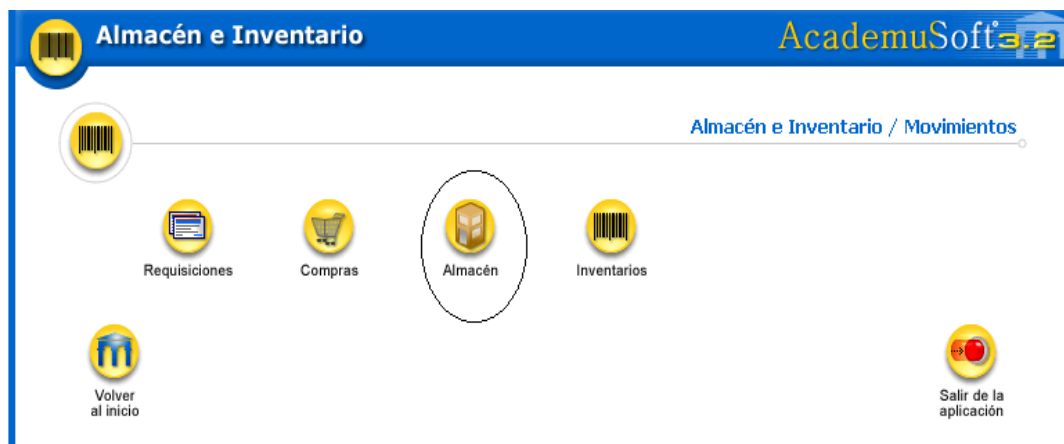 Almacén e Inventario
AcademuSoft 3.2
Almacén e Inventario / Movimientos
Requisiciones
Compras
Almacén
Inventarios
Volver
al inicio
Salir de la
aplicación